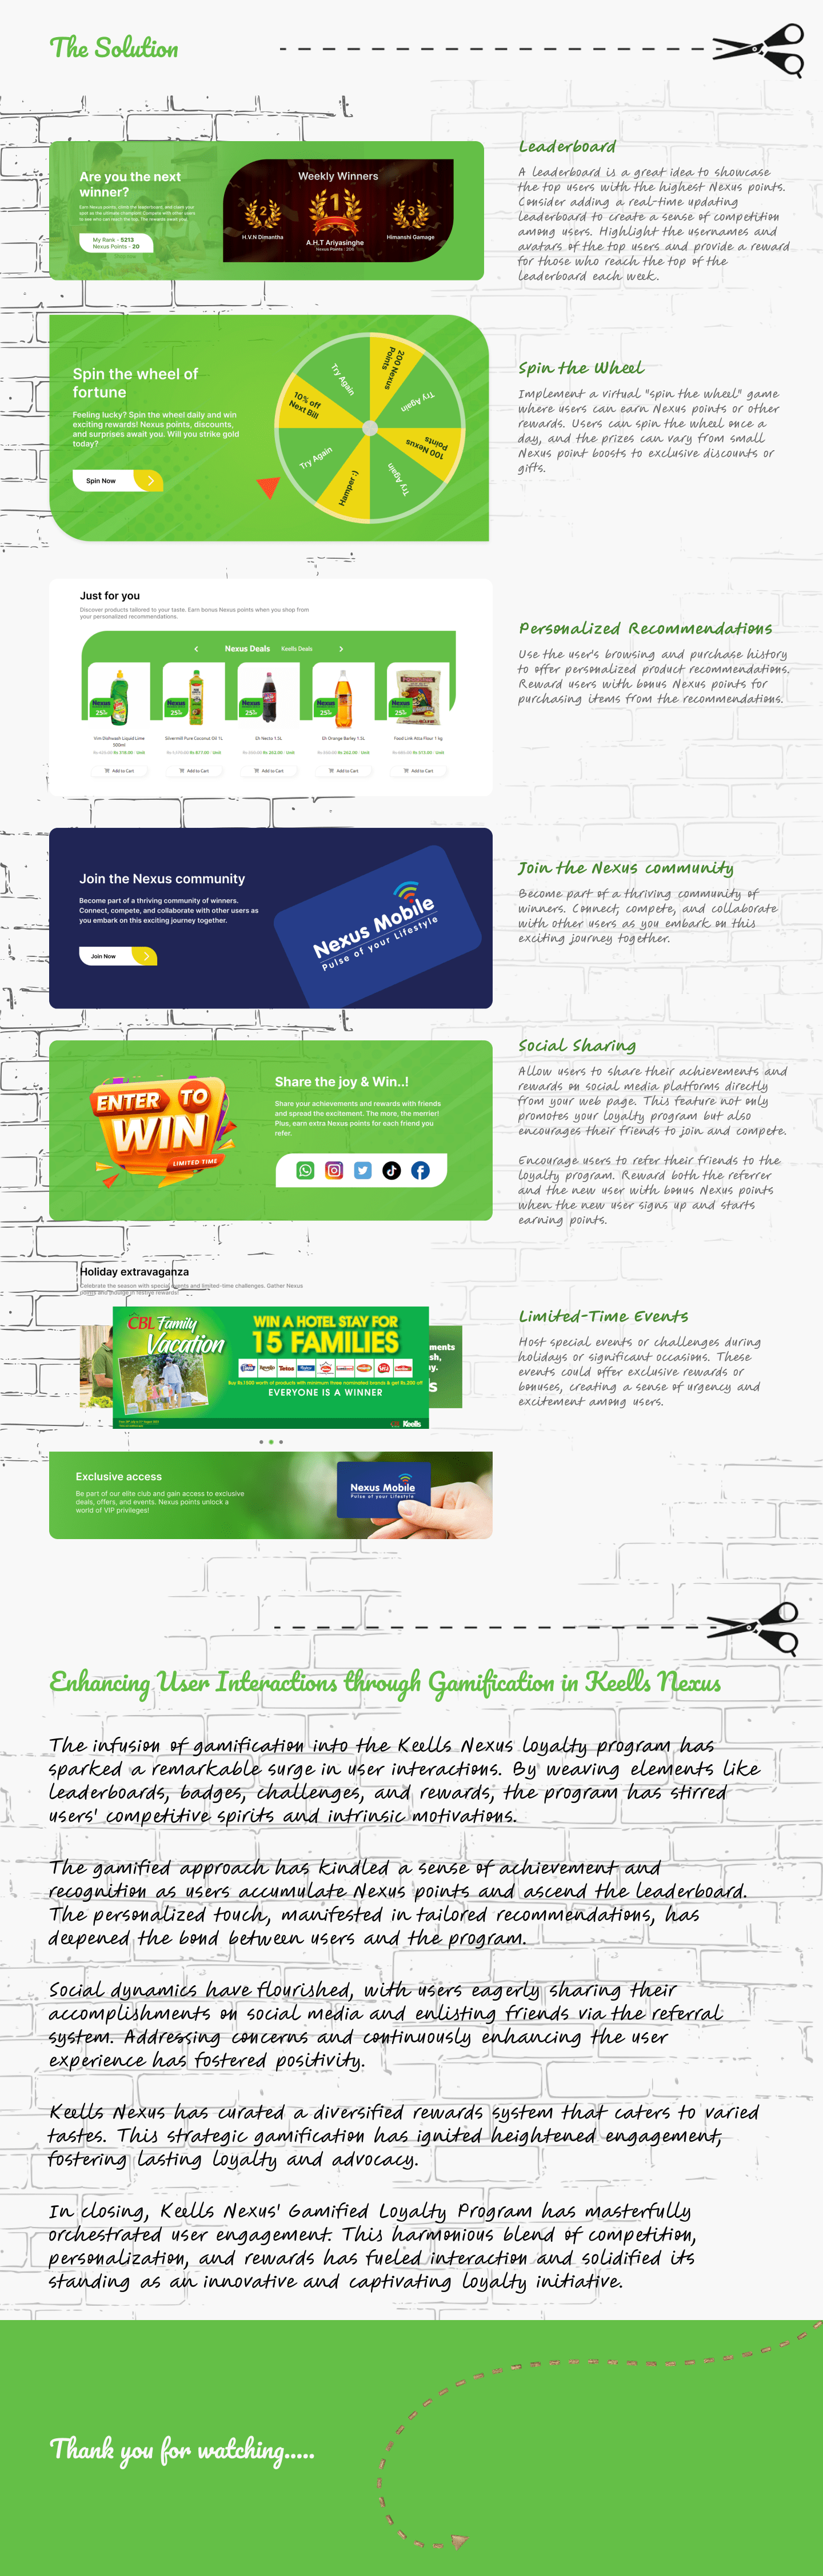 The Solution
Leaderboard
A leaderboard is a great idea to showcase
the top users with the highest Nexus points.
Consider adding a real-time updating
leaderboard to create a sense of competition
among users. Highlight the usernames and
avatars of the top users and provide a reward
for those who reach the top of the
leaderboard each week.
Are you the next
winner?
Earn Nexus points, climb the leaderboard, and claim your
spot as the ultimate champion. Compete with other users
to see who can reach the top. The rewards await you.
My Rank - 5213
Nexus Points - 20
Weekly Winners
2
1
3
H.V.N Dimantha
A.H.T Ariyasinghe
Himanshi Gamage
Spin the wheel of
fortune
Feeling lucky? Spin the wheel daily and win
exciting rewards! Nexus points, discounts,
and surprises await you. Will you strike gold
today?
Spin Now
200 Nexus
Points
Try Again
100 Nexus
Points
Try Again
Hamper :)
Try Again
10% off
Next Bill
Try Again
Spin the Wheel
Implement a virtual "spin the wheel" game
where users can earn Nexus points or other
rewards. Users can spin the wheel once a
day, and the prizes can vary from small
Nexus point boosts to exclusive discounts or
gifts.
Just for you
Discover products tailored to your taste. Earn bonus Nexus points when you shop from
your personalized recommendations.
Nexus Deals
Keells Deals
Nexus
25%
Nexus
25%
Nexus
25%
Nexus
25%
Nexus
25%
Vim Dishwash Liquid Lime
500ml
Silvermill Pure Coconut Oil 1L
Eh Necto 1.5L
Eh Orange Barley 1.5L
Food Link Atta Flour 1 kg
Add to Cart
Add to Cart
Add to Cart
Add to Cart
Add to Cart
Personalized Recommendations
Use the user's browsing and purchase history
to offer personalized product recommendations.
Reward users with bonus Nexus points for
purchasing items from the recommendations.
Join the Nexus community
Become part of a thriving community of winners.
Connect, compete, and collaborate with other users as
you embark on this exciting journey together.
Join Now
Nexus Mobile
Pulse of your Lifestyle
Join the Nexus community
Become part of a thriving community of
winners. Connect, compete, and collaborate
with other users as you embark on this
exciting journey together.
ENTER TO
WIN
LIMITED TIME
Share the joy & Win..!
Share your achievements and rewards with friends
and spread the excitement. The more, the merrier!
Plus, earn extra Nexus points for each friend you
refer.
Social Sharing
Allow users to share their achievements and
rewards on social media platforms directly
from your web page. This feature not only
promotes your loyalty program but also
encourages their friends to join and compete.
Encourage users to refer their friends to the
loyalty program. Reward both the referrer
and the new user with bonus Nexus points
when the new user signs up and starts
earning points.
Holiday extravaganza
Celebrate the season with special events and limited-time challenges. Gather Nexus
points and indulge in festive rewards!
CBL Family
Vacation
WIN A HOTEL STAY FOR
15 FAMILIES
Buy Rs.1500 worth of products with minimum three nominated brands & get Rs.200 off
EVERYONE IS A WINNER
Keells
Limited-Time Events
Host special events or challenges during
holidays or significant occasions. These
events could offer exclusive rewards or
bonuses, creating a sense of urgency and
excitement among users.
Exclusive access
Be part of our elite club and gain access to exclusive
deals, offers, and events. Nexus points unlock a
world of VIP privileges!
Nexus Mobile
Pulse of your Lifestyle
Enhancing User Interactions through Gamification in Keells Nexus
The infusion of gamification into the Keells Nexus loyalty program has
sparked a remarkable surge in user interactions. By weaving elements like
leaderboards, badges, challenges, and rewards, the program has stirred
users' competitive spirits and intrinsic motivations.
The gamified approach has kindled a sense of achievement and
recognition as users accumulate Nexus points and ascend the leaderboard.
The personalized touch, manifested in tailored recommendations, has
deepened the bond between users and the program.
Social dynamics have flourished, with users eagerly sharing their
accomplishments on social media and enlisting friends via the referral
system. Addressing concerns and continuously enhancing the user
experience has fostered positivity.
Keells Nexus has curated a diversified rewards system that caters to varied
tastes. This strategic gamification has ignited heightened engagement,
fostering lasting loyalty and advocacy.
In closing, Keells Nexus' Gamified Loyalty Program has masterfully
orchestrated user engagement. This harmonious blend of competition,
personalization, and rewards has fueled interaction and solidified its
standing as an innovative and captivating loyalty initiative.
Thank you for watching.....